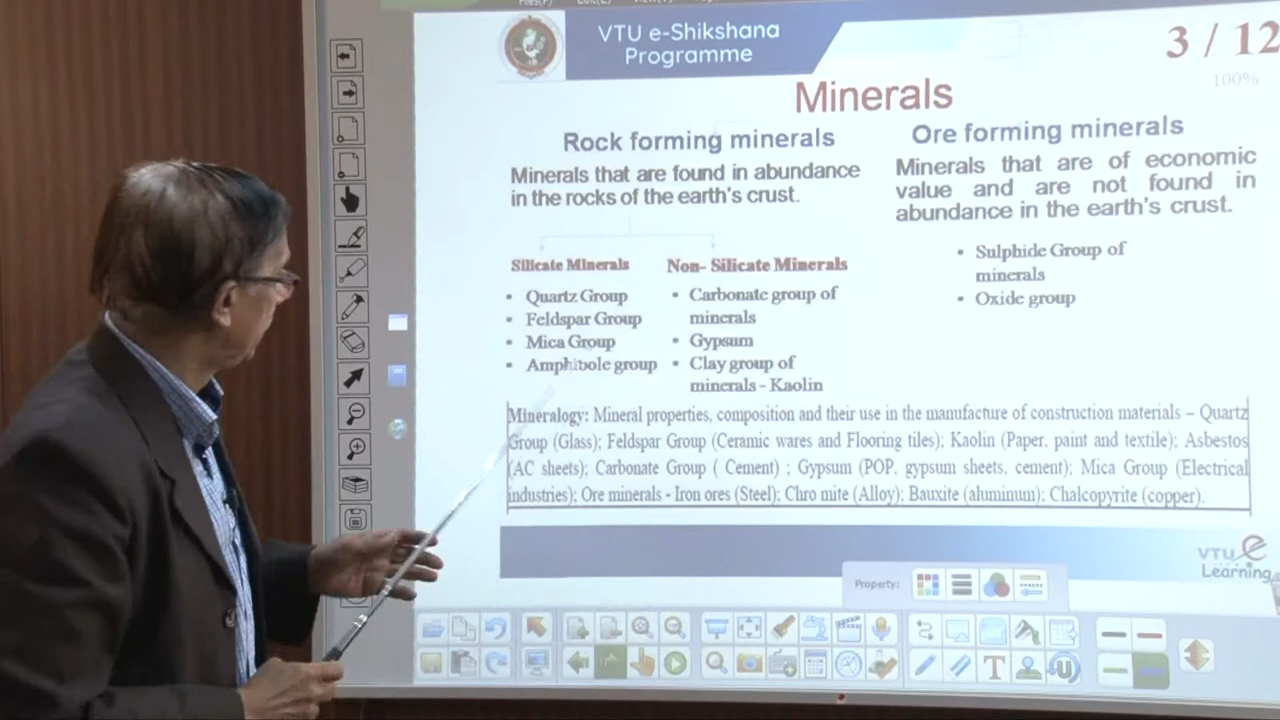 VTU e-Shikshana
Programme
3 / 12
100%
Minerals
Rock forming minerals
Minerals that are found in abundance
in the rocks of the earth's crust.
Ore forming minerals
Minerals that are of economic
value and are not found in
abundance in the earth's crust.
Silicate Minerals
• Quartz Group
• Feldspar Group
• Mica Group
• Amphibole group
Non- Silicate Minerals
• Carbonate group of
minerals
• Gypsum
• Clay group of
minerals - Kaolin
• Sulphide Group of
minerals
• Oxide group
Mineralogy: Mineral properties, composition and their use in the manufacture of construction materials – Quartz
Group (Glass); Feldspar Group (Ceramic wares and Flooring tiles); Kaolin (Paper, paint and textile); Asbestos
(AC sheets); Carbonate Group ( Cement) ; Gypsum (POP, gypsum sheets, cement); Mica Group (Electrical
industries); Ore minerals - Iron ores (Steel); Chro mite (Alloy); Bauxite (aluminum); Chalcopyrite (copper).
VTU e
Learning
Property: